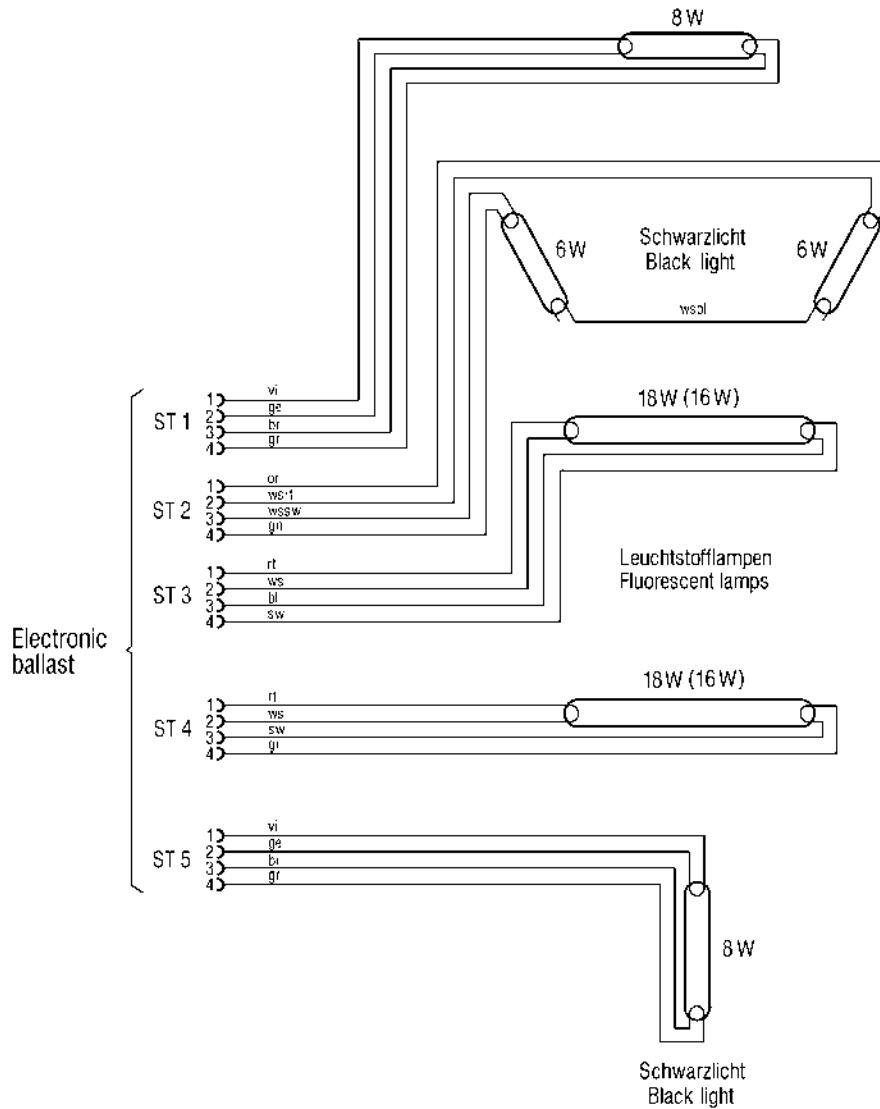 8 W
6 W
Schwarzlicht
Black light
6 W
wsbl
18 W (16 W)
ST 1
1 vi
2 ge
3 br
4 gr
ST 2
1 or
2
3 wssw
4 gn
Leuchtstofflampen
Fluorescent lamps
ST 3
1 rt
2 ws
3 bl
4 sw
Electronic
ballast
18 W (16 W)
ST 4
1 rt
2 ws
3 sw
4
ST 5
1 vi
2 ge
3 br
4 gr
8 W
Schwarzlicht
Black light